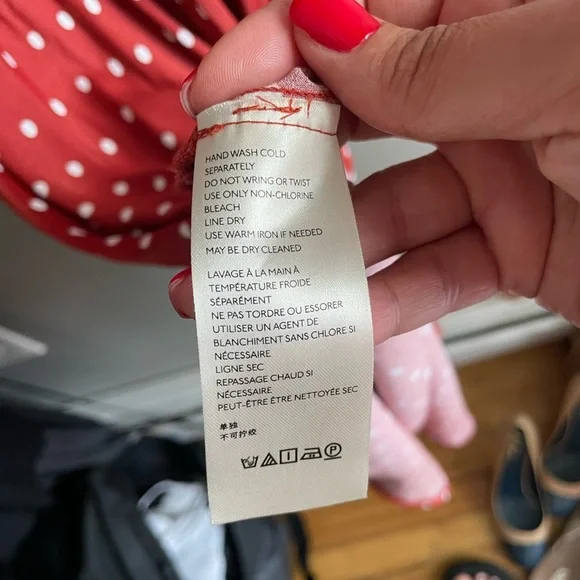 HAND WASH COLD
SEPARATELY
DO NOT WRING OR TWIST
USE ONLY NON-CHLORINE
BLEACH
LINE DRY
USE WARM IRON IF NEEDED
MAY BE DRY CLEANED
LAVAGE À LA MAIN À
TEMPÉRATURE FROIDE
SÉPARÉMENT
NE PAS TORDRE OU ESSORER
UTILISER UN AGENT DE
BLANCHIMENT SANS CHLORE SI
NÉCESSAIRE
LIGNE SEC
REPASSAGE CHAUD SI
NÉCESSAIRE
PEUT-ÊTRE ÊTRE NETTOYÉE SEC
单独
不可拧绞